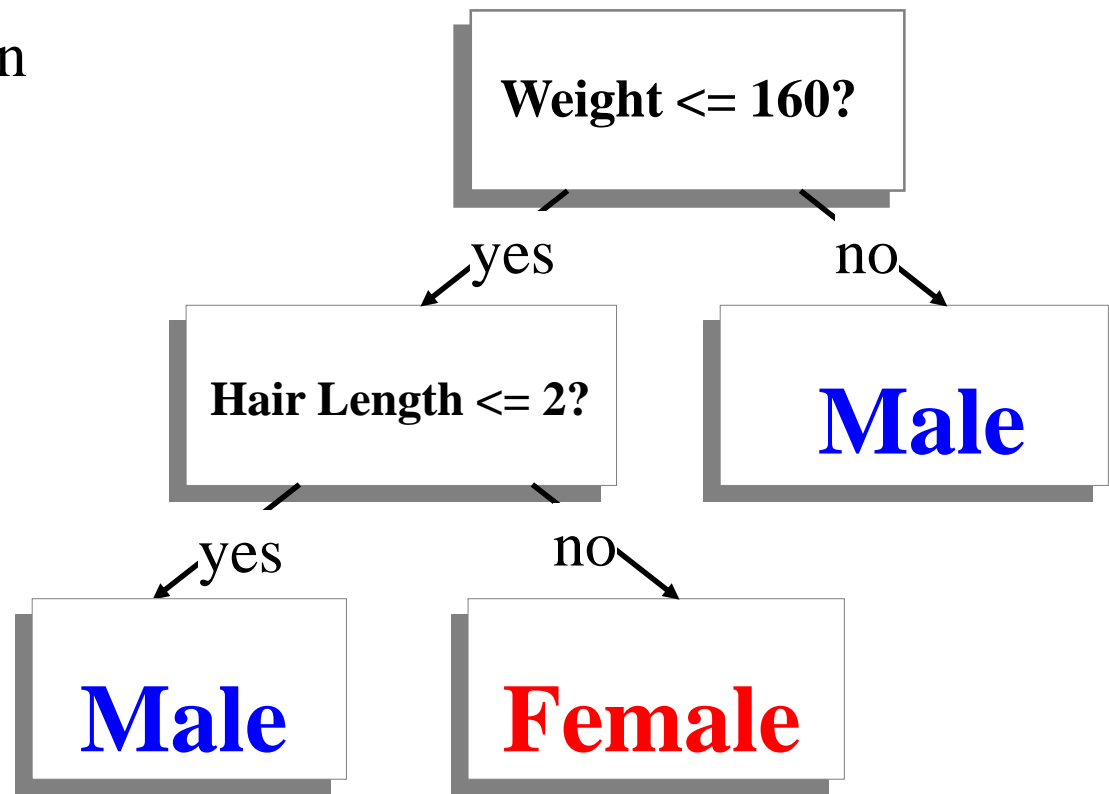 n
Weight <= 160?
yes
no
Hair Length <= 2?
Male
yes
no
Male
Female